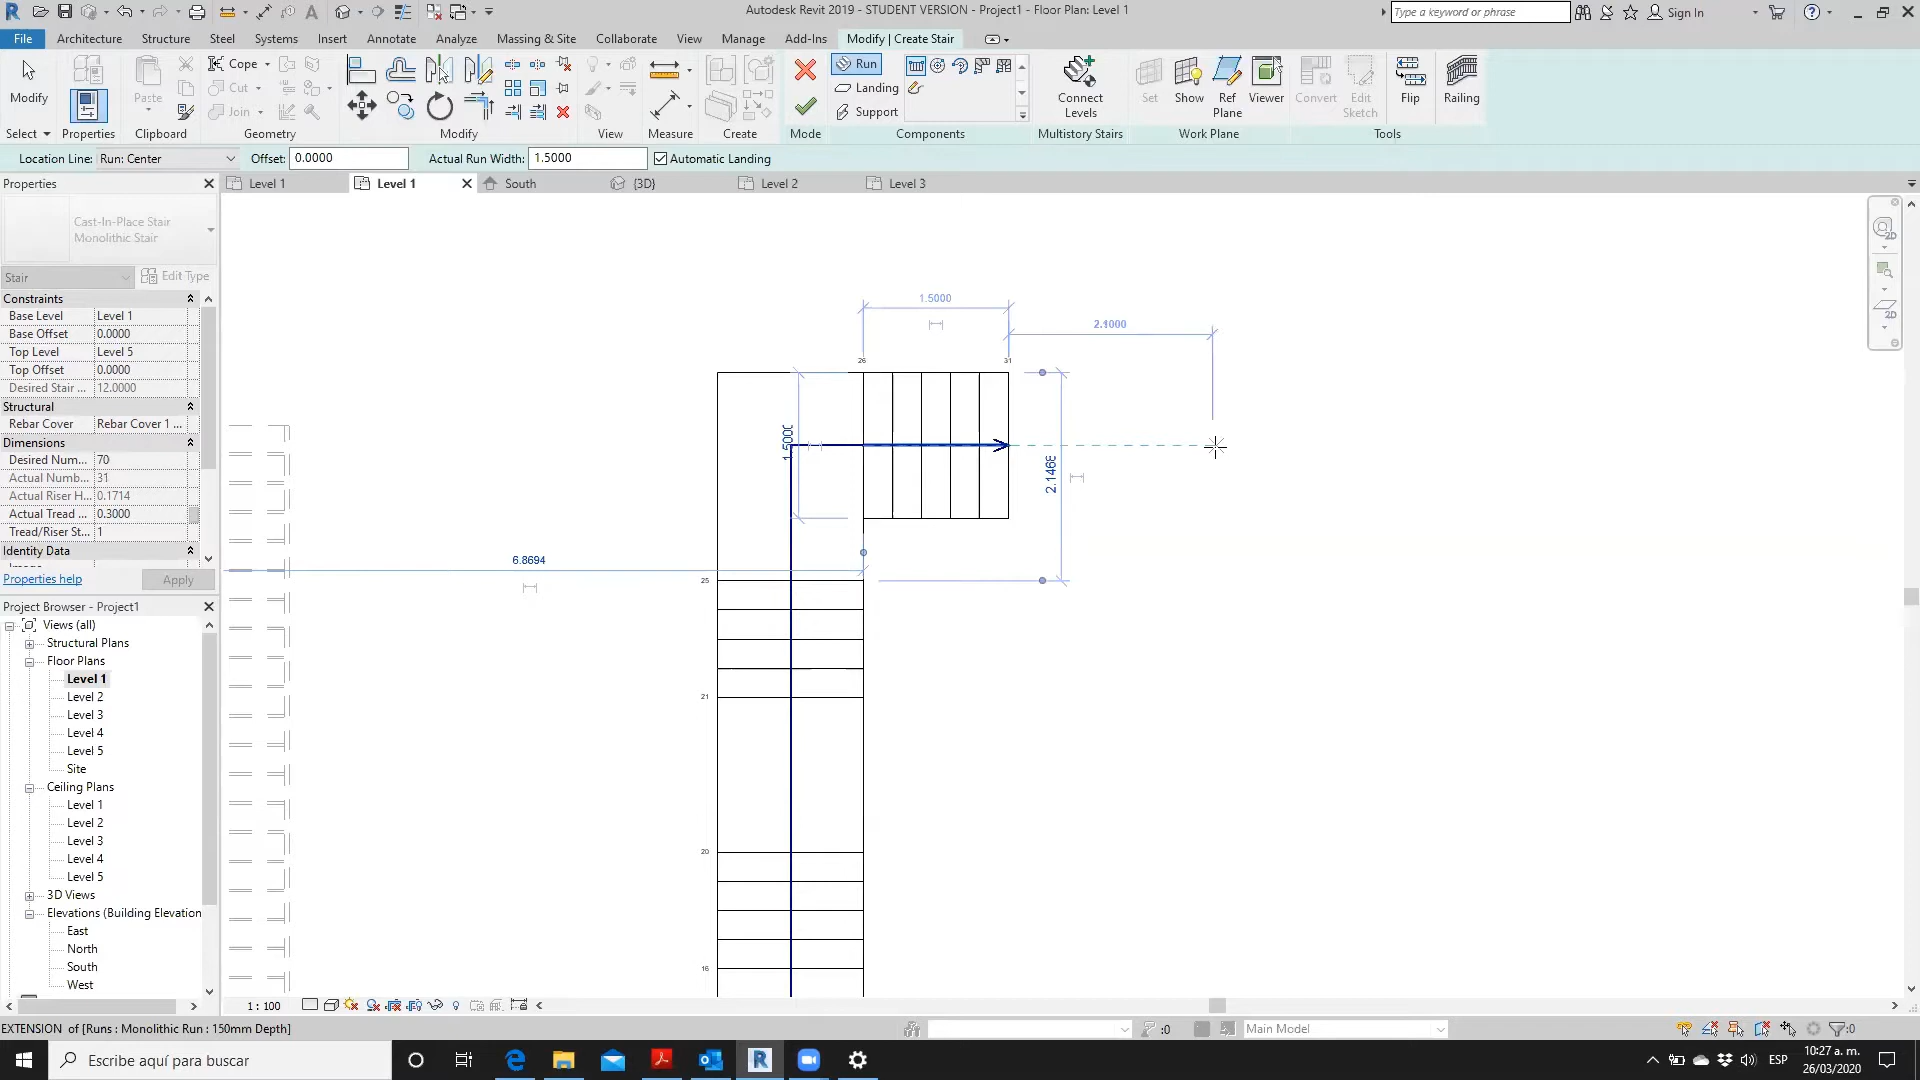 Autodesk Revit 2019 - STUDENT VERSION - Project1 - Floor Plan: Level 1
Type a keyword or phrase
Sign In
File Architecture Structure Steel Systems Insert Annotate Analyze Massing & Site Collaborate View Manage Add-Ins Modify | Create Stair
Modify
Select
Properties
Paste
Clipboard
Cope
Cut
Join
Geometry
Modify
View
Measure
Create
Mode
Run
Landing
Support
Components
Connect
Levels
Multistory Stairs
Set
Show
Ref
Plane
Viewer
Work Plane
Convert
Edit
Sketch
Flip
Tools
Railing
Location Line: Run: Center Offset: 0.0000 Actual Run Width: 1.5000 Automatic Landing
Properties
Level 1
Level 1
South
{3D}
Level 2
Level 3
Cast-In-Place Stair
Monolithic Stair
Stair
Edit Type
Constraints
Base Level Level 1
Base Offset 0.0000
Top Level Level 5
Top Offset 0.0000
Desired Stair ... 12.0000
Structural
Rebar Cover Rebar Cover 1 ...
Dimensions
Desired Num... 70
Actual Numb... 31
Actual Riser H... 0.1714
Actual Tread ... 0.3000
Tread/Riser St... 1
Identity Data
Properties help
Apply
Project Browser - Project1
Views (all)
Structural Plans
Floor Plans
Level 1
Level 2
Level 3
Level 4
Level 5
Site
Ceiling Plans
Level 1
Level 2
Level 3
Level 4
Level 5
3D Views
Elevations (Building Elevation
East
North
South
West
1.5000
2.1000
26
31
1.5000
2.1468
6.8694
25
21
20
16
1 : 100
EXTENSION of [Runs : Monolithic Run : 150mm Depth]
:0
Main Model
:0
Escribe aquí para buscar
ESP
10:27 a. m.
26/03/2020